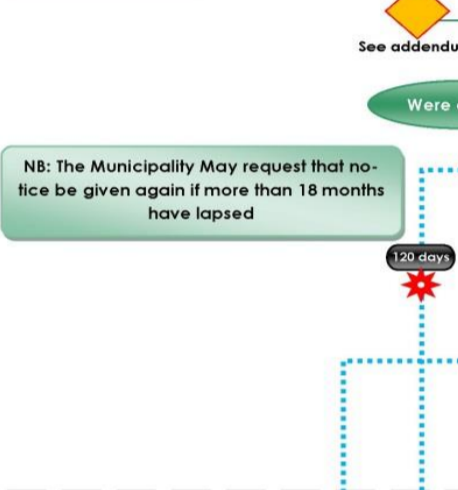 See addendu
Were
NB: The Municipality May request that no-
tice be given again if more than 18 months
have lapsed
120 days